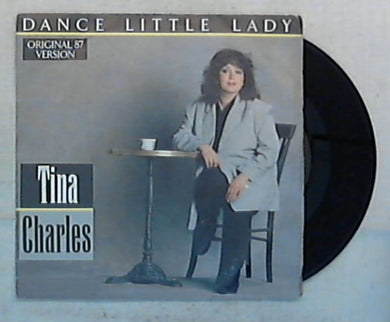 DANCE LITTLE LADY
ORIGINAL 87
VERSION
Tina
Charles